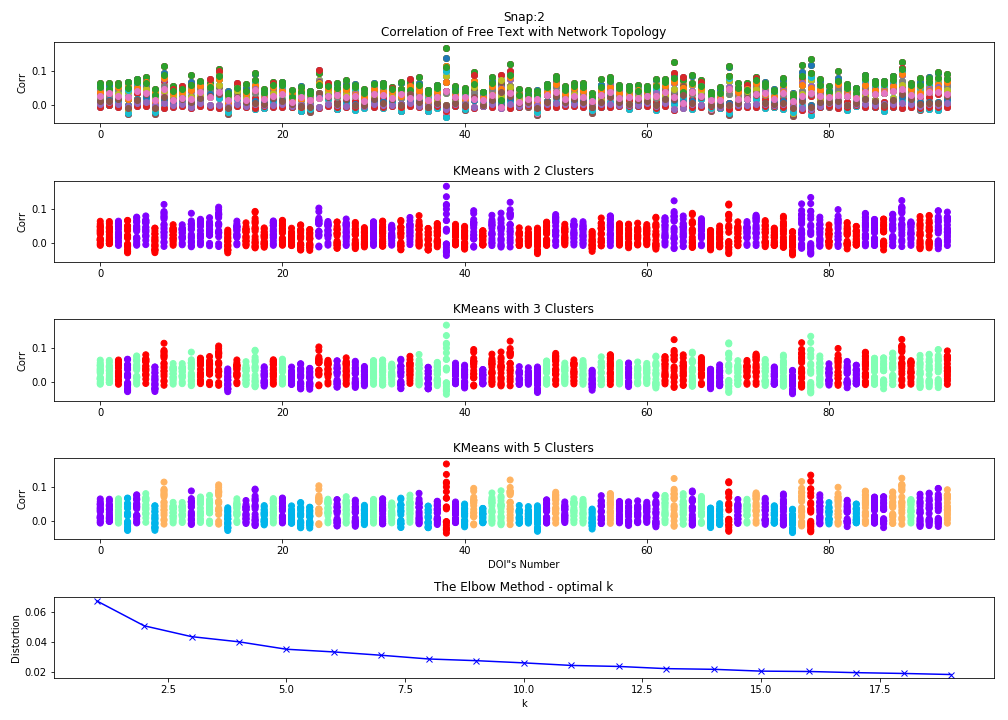 Snap:2
Correlation of Free Text with Network Topology
0.1
0.0
Corr
0 20 40 60 80
KMeans with 2 Clusters
0.1
0.0
Corr
0 20 40 60 80
KMeans with 3 Clusters
0.1
0.0
Corr
0 20 40 60 80
KMeans with 5 Clusters
0.1
0.0
Corr
0 20 40 60 80
DOI"s Number
The Elbow Method - optimal k
0.06
0.04
0.02
Distortion
2.5 5.0 7.5 10.0 12.5 15.0 17.5
k